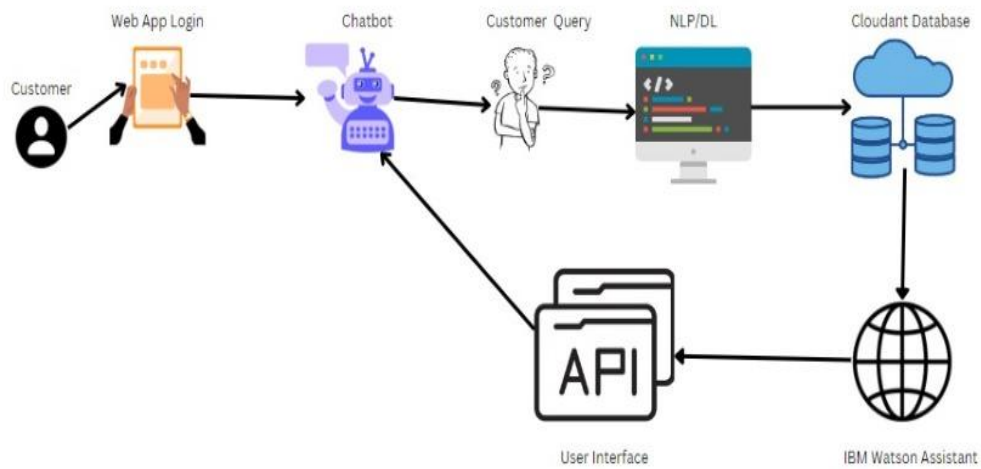 Web App Login
Chatbot
Customer Query
NLP/DL
Cloudant Database
Customer
</>
API
User Interface
IBM Watson Assistant